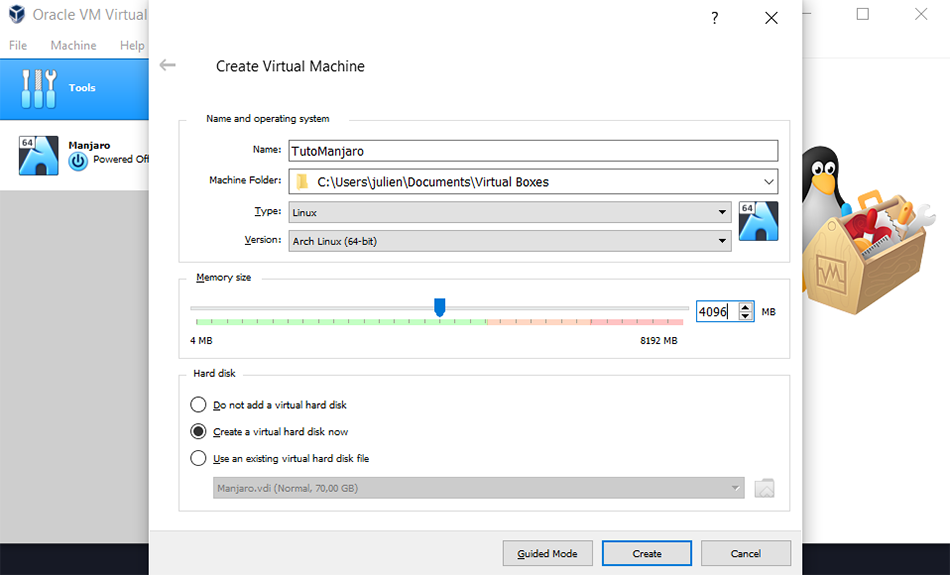 Oracle VM Virtual
?
File Machine Help
Create Virtual Machine
Tools
64
Manjaro
Powered Off
Name and operating system
Name: TutoManjaro
Machine Folder: C:\Users\julien\Documents\Virtual Boxes
Type: Linux
64
Version: Arch Linux (64-bit)
Memory size
4096 MB
4 MB 8192 MB
Hard disk
Do not add a virtual hard disk
Create a virtual hard disk now
Use an existing virtual hard disk file
Manjaro.vdi (Normal, 70,00 GB)
Guided Mode Create Cancel